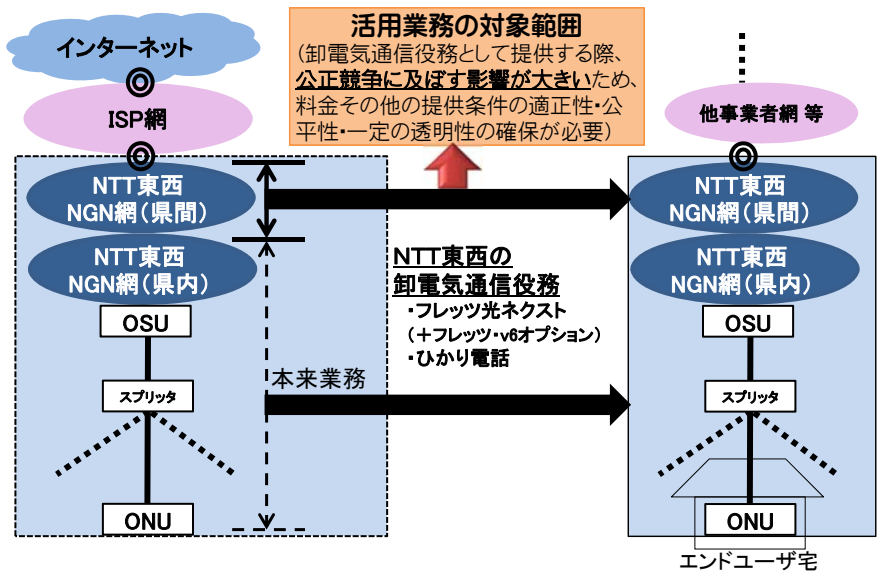 インターネット
ISP網
NTT東西
NGN網(県間)
NTT東西
NGN網(県内)
OSU
スプリッタ
ONU
本来業務
活用業務の対象範囲
(卸電気通信役務として提供する際、
公正競争に及ぼす影響が大きいため、
料金その他の提供条件の適正性・公
平性・一定の透明性の確保が必要)
NTT東西の
卸電気通信役務
・フレッツ光ネクスト
(+フレッツ・v6オプション)
・ひかり電話
他事業者網 等
NTT東西
NGN網(県間)
NTT東西
NGN網(県内)
OSU
スプリッタ
ONU
エンドユーザ宅